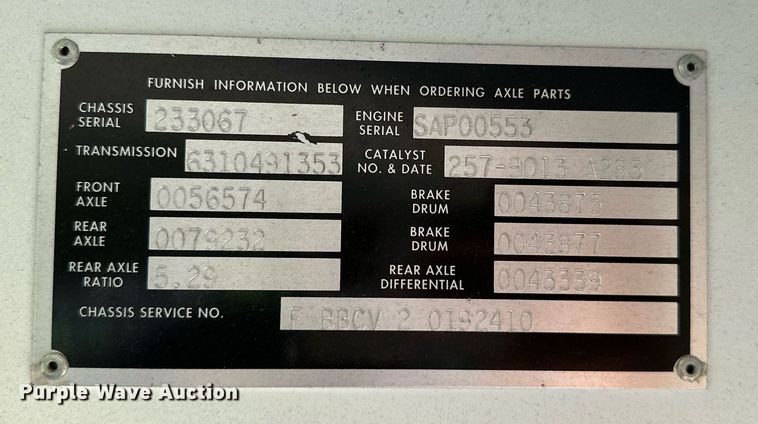 FURNISH INFORMATION BELOW WHEN ORDERING AXLE PARTS
CHASSIS SERIAL 233067 ENGINE SERIAL SAP00553
TRANSMISSION 6310491353 CATALYST NO. & DATE 257-9013 A285
FRONT AXLE 0056574 BRAKE DRUM 0043875
REAR AXLE 0079232 BRAKE DRUM 0043877
REAR AXLE RATIO 5.29 REAR AXLE DIFFERENTIAL 0043339
CHASSIS SERVICE NO. F BBCV 2 0192410
Purple Wave Auction